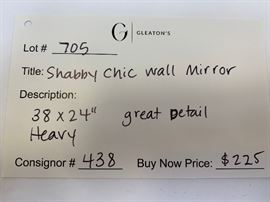 G GLEATON'S
Lot # 705
Title: Shabby Chic Wall Mirror
Description:
38 x 24" great Detail
Heavy
Consignor # 438 Buy Now Price: $225